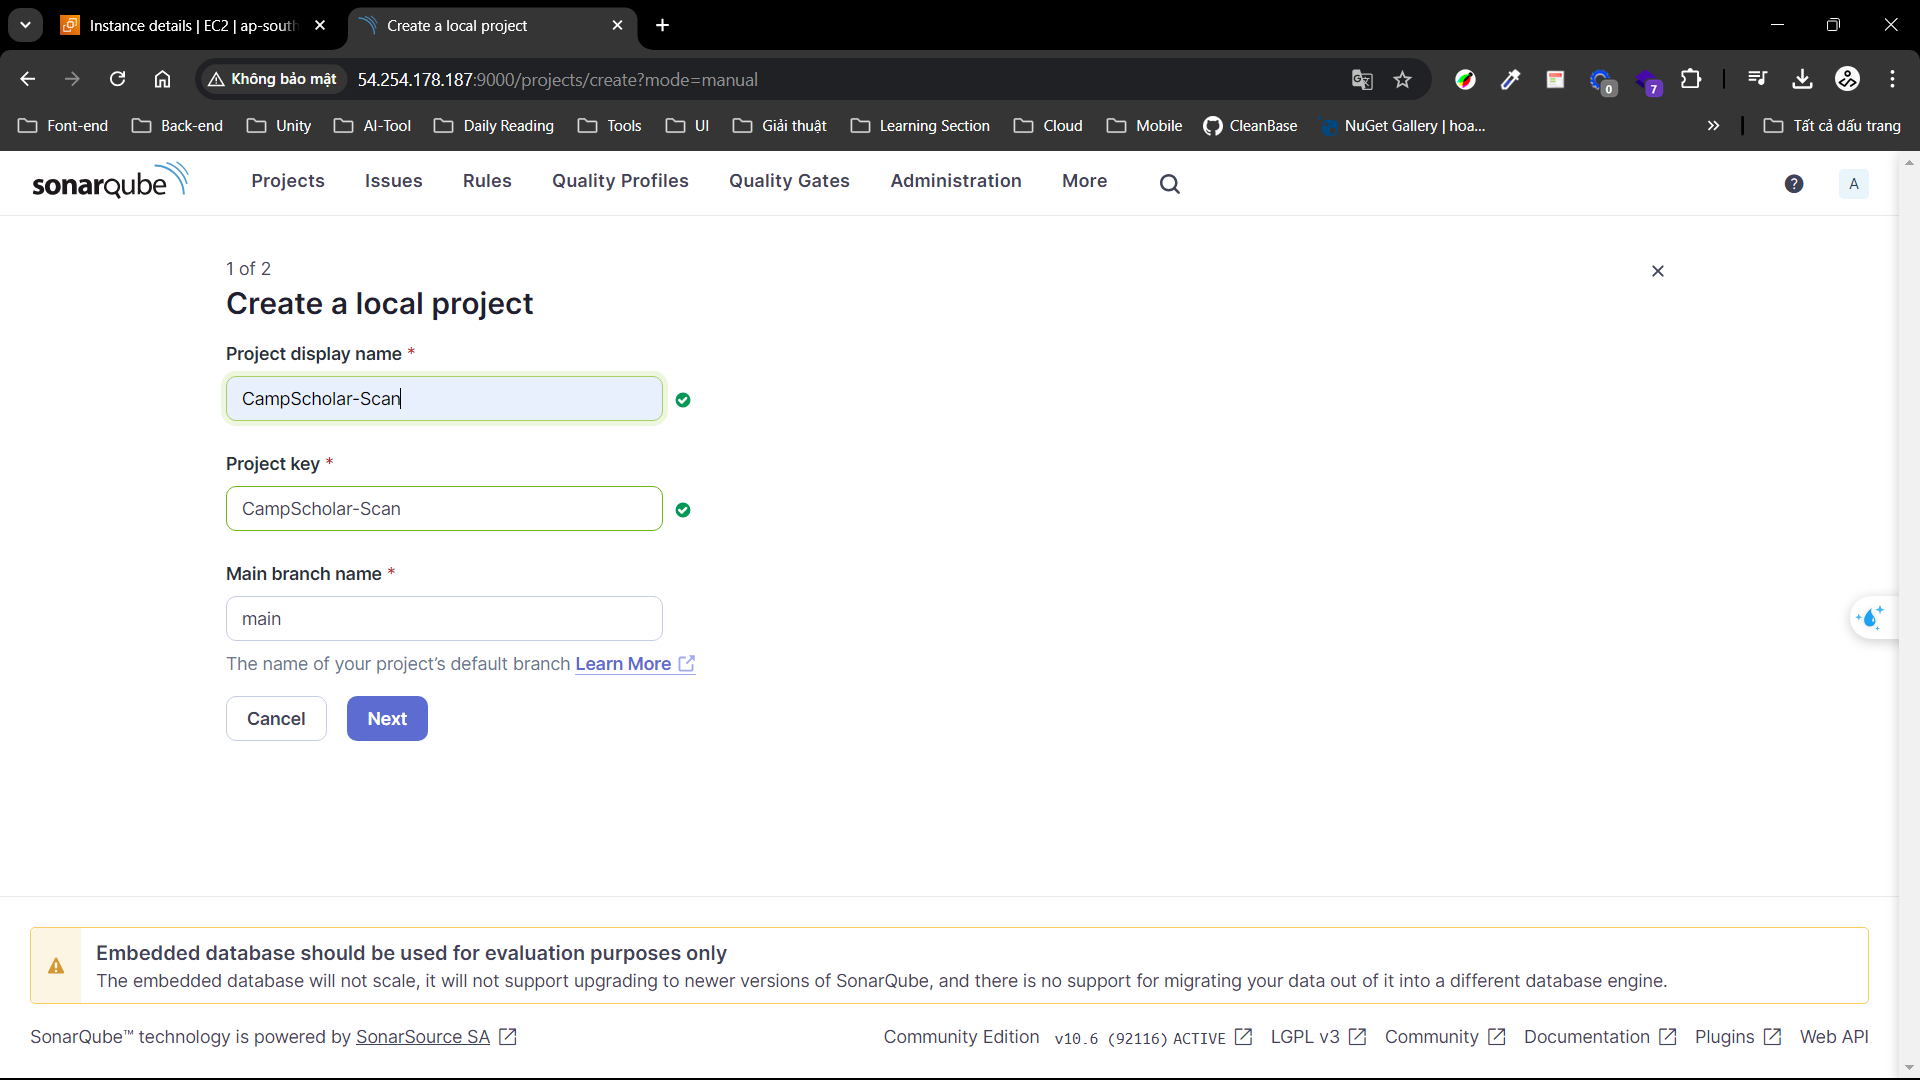 Instance details | EC2 | ap-south
Create a local project
Không bảo mật
54.254.178.187:9000/projects/create?mode=manual
0
7
Font-end
Back-end
Unity
AI-Tool
Daily Reading
Tools
UI
Giải thuật
Learning Section
Cloud
Mobile
CleanBase
NuGet Gallery | hoa...
Tất cả dấu trang
sonarqube
Projects
Issues
Rules
Quality Profiles
Quality Gates
Administration
More
?
A
1 of 2
Create a local project
Project display name *
CampScholar-Scan
Project key *
CampScholar-Scan
Main branch name *
main
The name of your project's default branch Learn More
Cancel
Next
Embedded database should be used for evaluation purposes only
The embedded database will not scale, it will not support upgrading to newer versions of SonarQube, and there is no support for migrating your data out of it into a different database engine.
SonarQube™ technology is powered by SonarSource SA
Community Edition
v10.6 (92116) ACTIVE
LGPL v3
Community
Documentation
Plugins
Web API